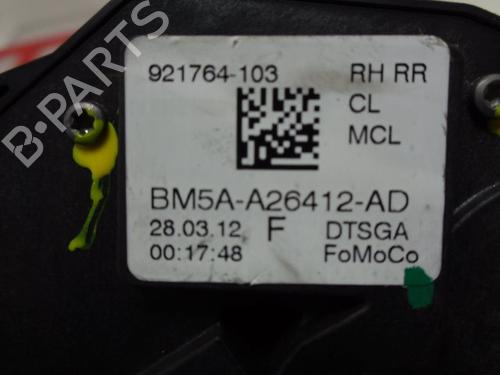 921764-103 RH RR
CL
MCL
BM5A-A26412-AD
28.03.12 F DTSGA
00:17:48 FoMoCo
B-PARTS